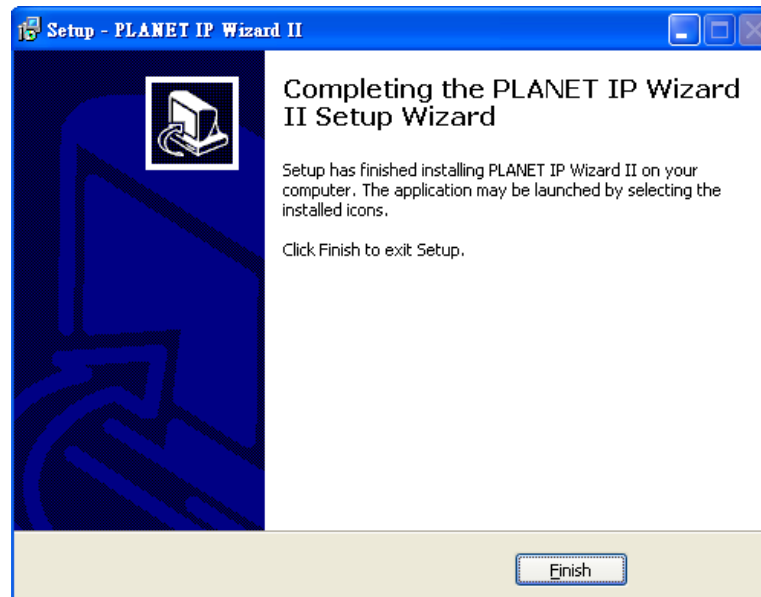 Setup - PLANET IP Wizard II
Completing the PLANET IP Wizard
II Setup Wizard
Setup has finished installing PLANET IP Wizard II on your
computer. The application may be launched by selecting the
installed icons.
Click Finish to exit Setup.
Finish